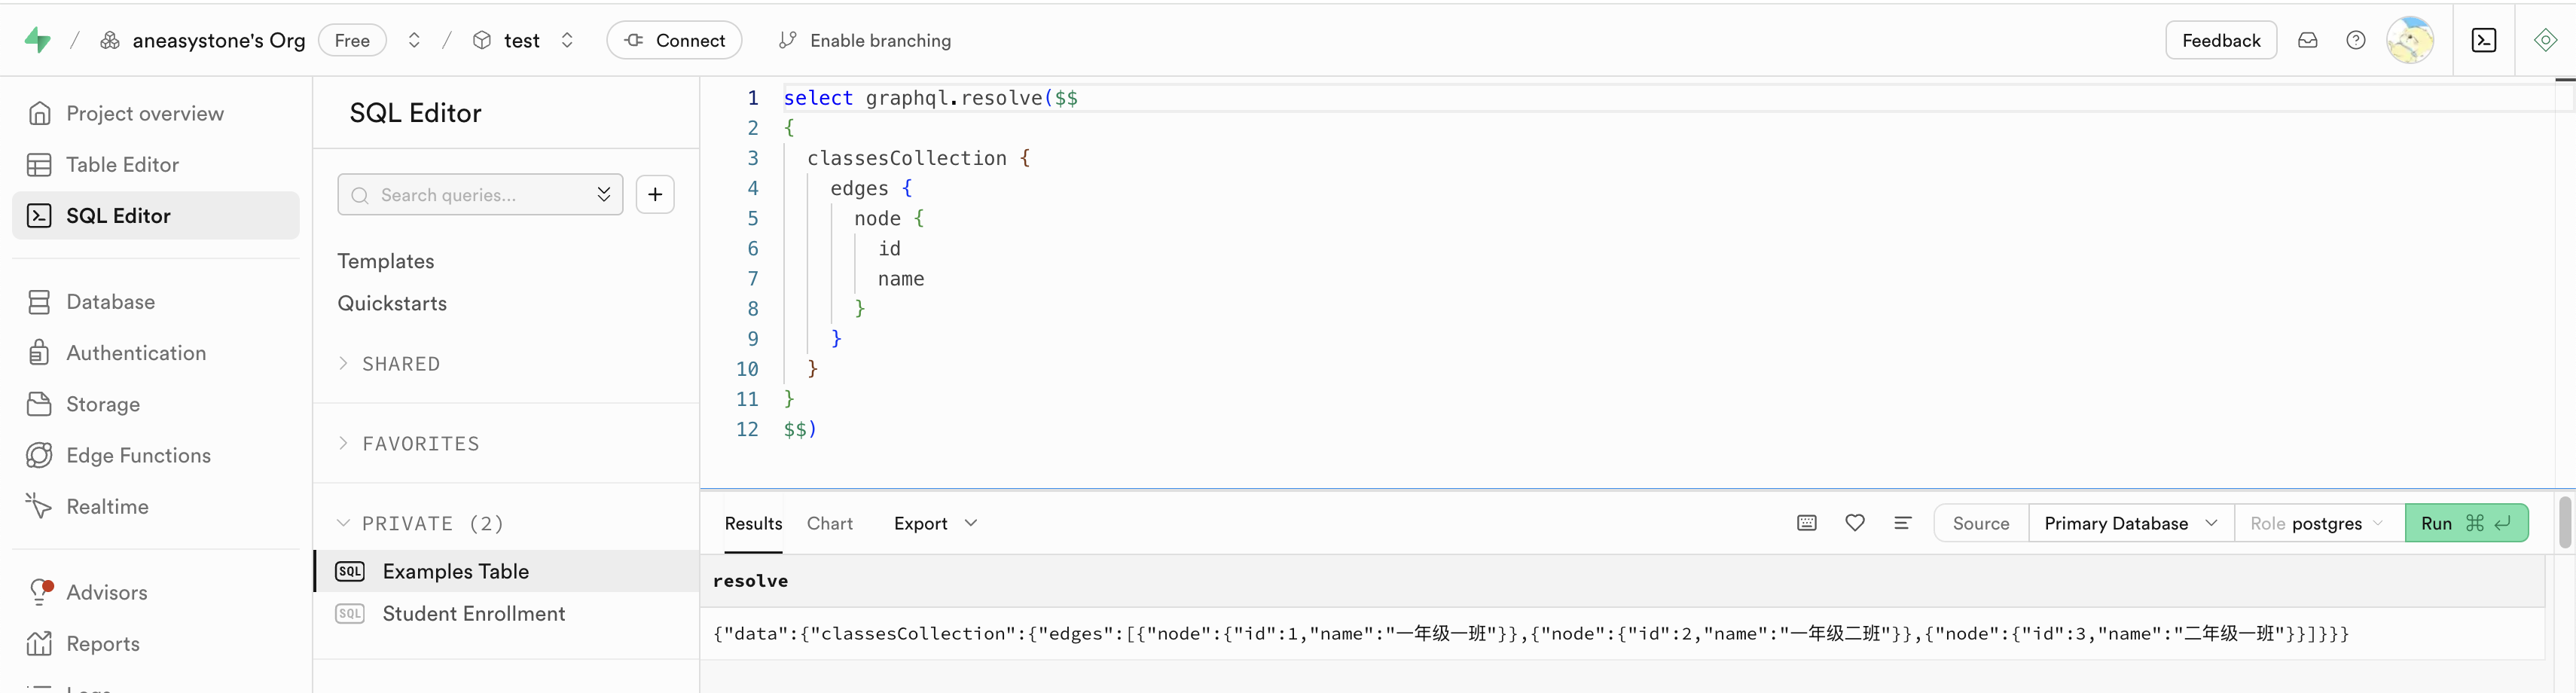 / aneasystone's Org Free / test Connect Enable branching Feedback
Project overview
Table Editor
SQL Editor
Database
Authentication
Storage
Edge Functions
Realtime
Advisors
Reports
Logs
SQL Editor
Search queries...
Templates
Quickstarts
SHARED
FAVORITES
PRIVATE (2)
SQL Examples Table
SQL Student Enrollment
1 select graphql.resolve($$
2 {
3 classesCollection {
4 edges {
5 node {
6 id
7 name
8 }
9 }
10 }
11 }
12 $$)
Results Chart Export Source Primary Database Role postgres Run ⌘ ↵
resolve
{"data":{"classesCollection":{"edges":[{"node":{"id":1,"name":"一年级一班"}},{"node":{"id":2,"name":"一年级二班"}},{"node":{"id":3,"name":"二年级一班"}}]}}}